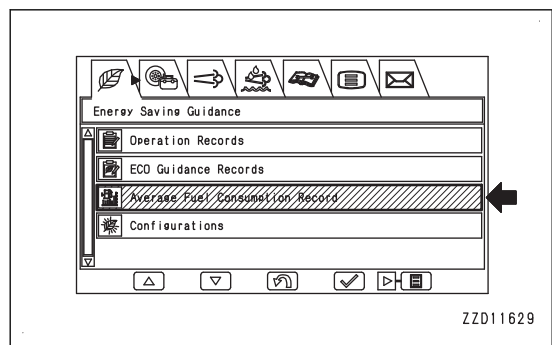 Energy Saving Guidance
Operation Records
ECO Guidance Records
Average Fuel Consumption Record
Configurations
ZZD11629